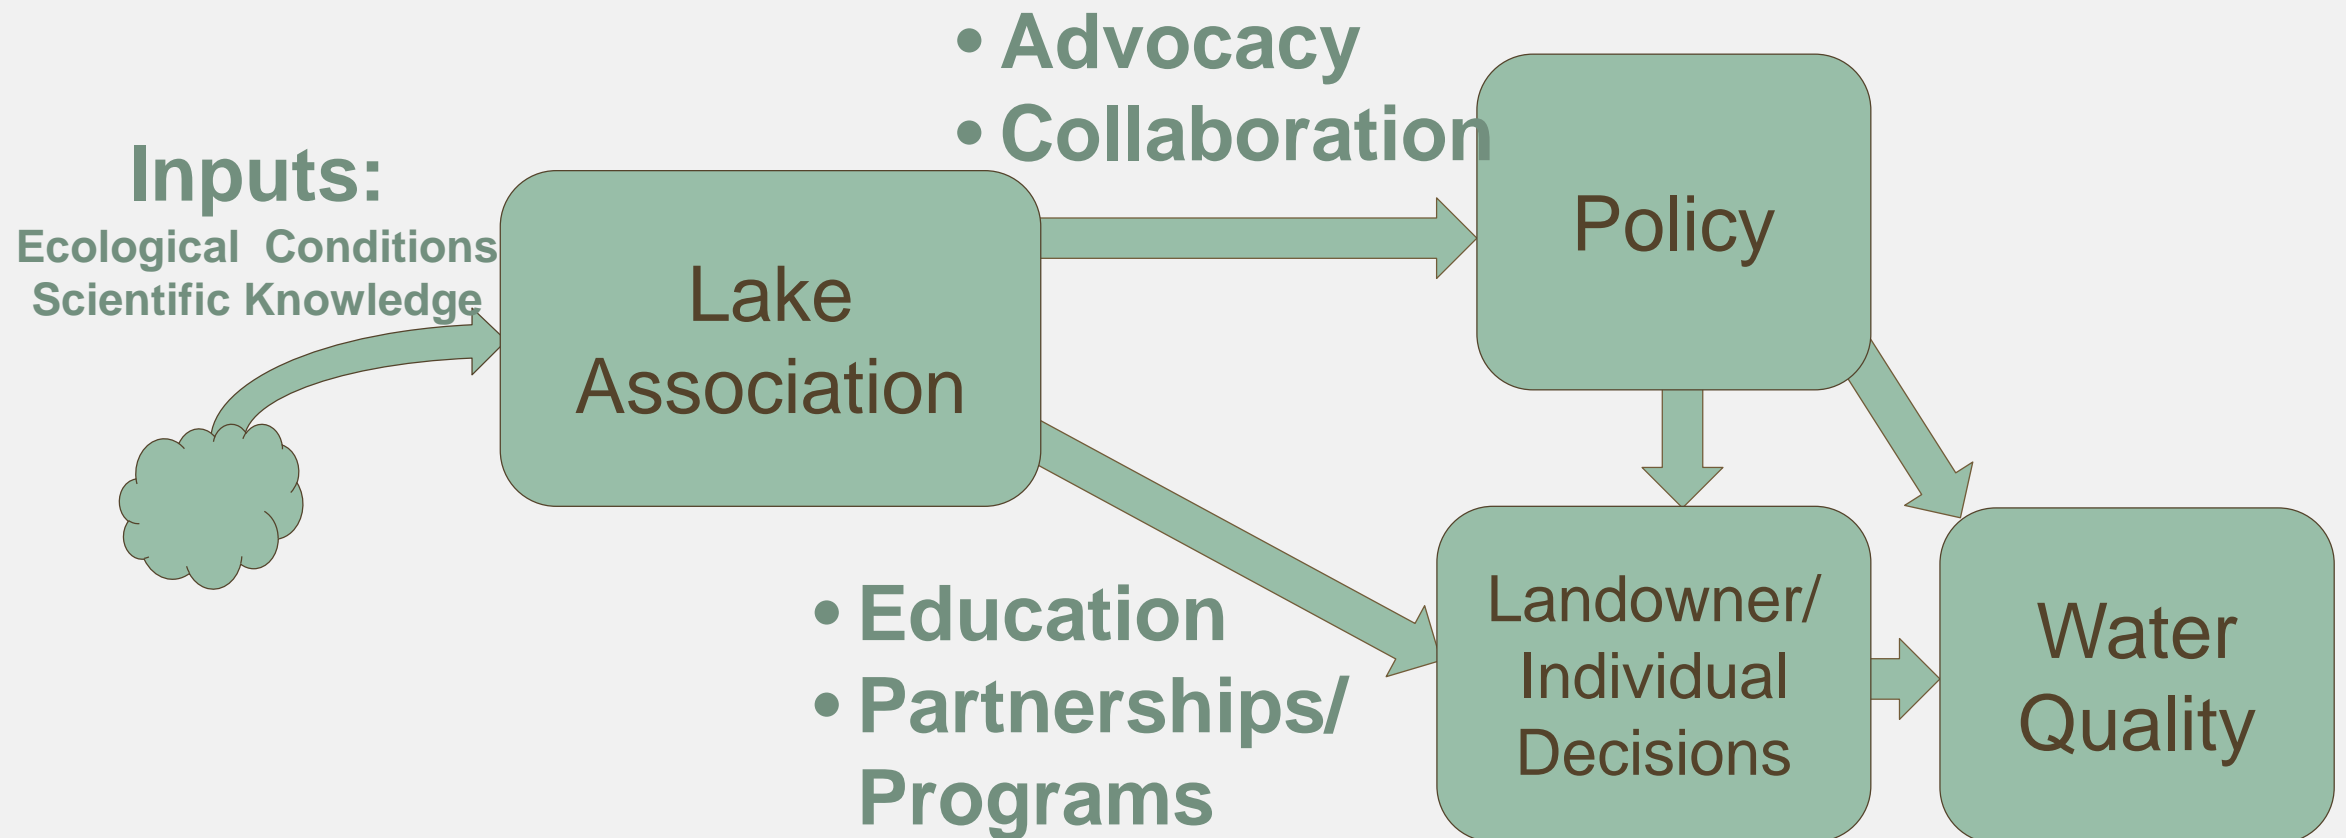 • Advocacy
• Collaboration
Inputs:
Ecological Conditions
Scientific Knowledge
Lake
Association
Policy
• Education
• Partnerships/
Programs
Landowner/
Individual
Decisions
Water
Quality